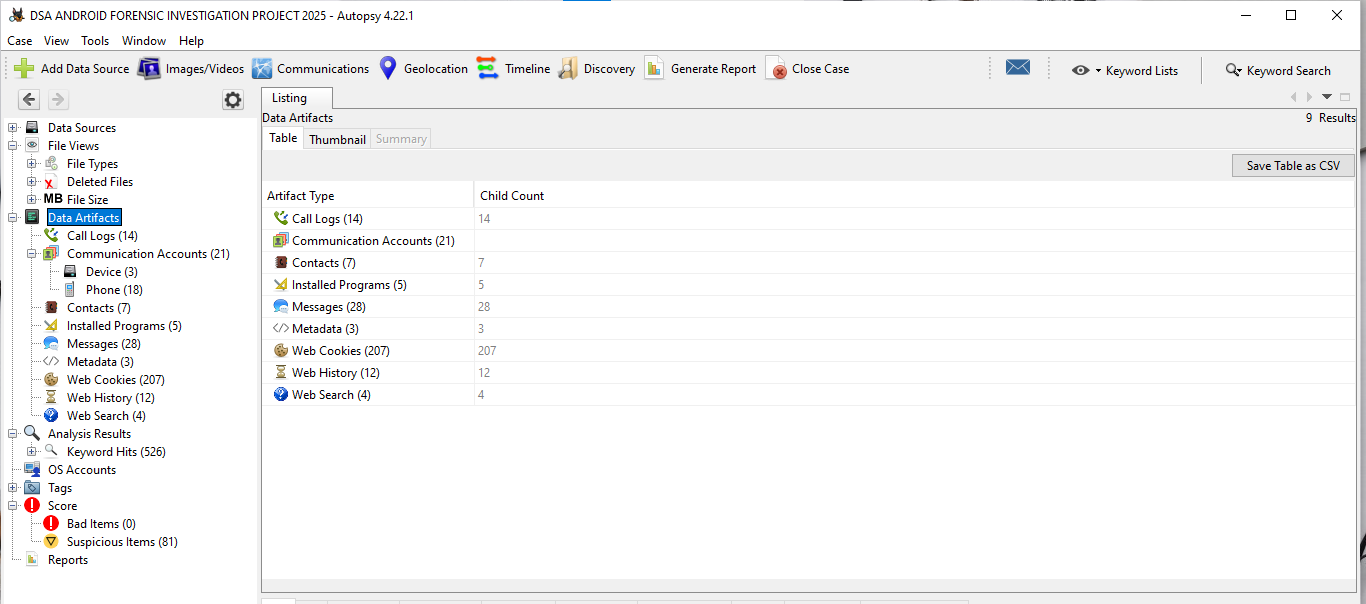 DSA ANDROID FORENSIC INVESTIGATION PROJECT 2025 - Autopsy 4.22.1
Case View Tools Window Help
Add Data Source Images/Videos Communications Geolocation Timeline Discovery Generate Report Close Case Keyword Lists Keyword Search
Data Sources
File Views
File Types
Deleted Files
MB File Size
Data Artifacts
Call Logs (14)
Communication Accounts (21)
Device (3)
Phone (18)
Contacts (7)
Installed Programs (5)
Messages (28)
Metadata (3)
Web Cookies (207)
Web History (12)
Web Search (4)
Analysis Results
Keyword Hits (526)
OS Accounts
Tags
Score
Bad Items (0)
Suspicious Items (81)
Reports
Listing
Data Artifacts 9 Results
Table Thumbnail Summary
Save Table as CSV
Artifact Type Child Count
Call Logs (14) 14
Communication Accounts (21)
Contacts (7) 7
Installed Programs (5) 5
Messages (28) 28
Metadata (3) 3
Web Cookies (207) 207
Web History (12) 12
Web Search (4) 4